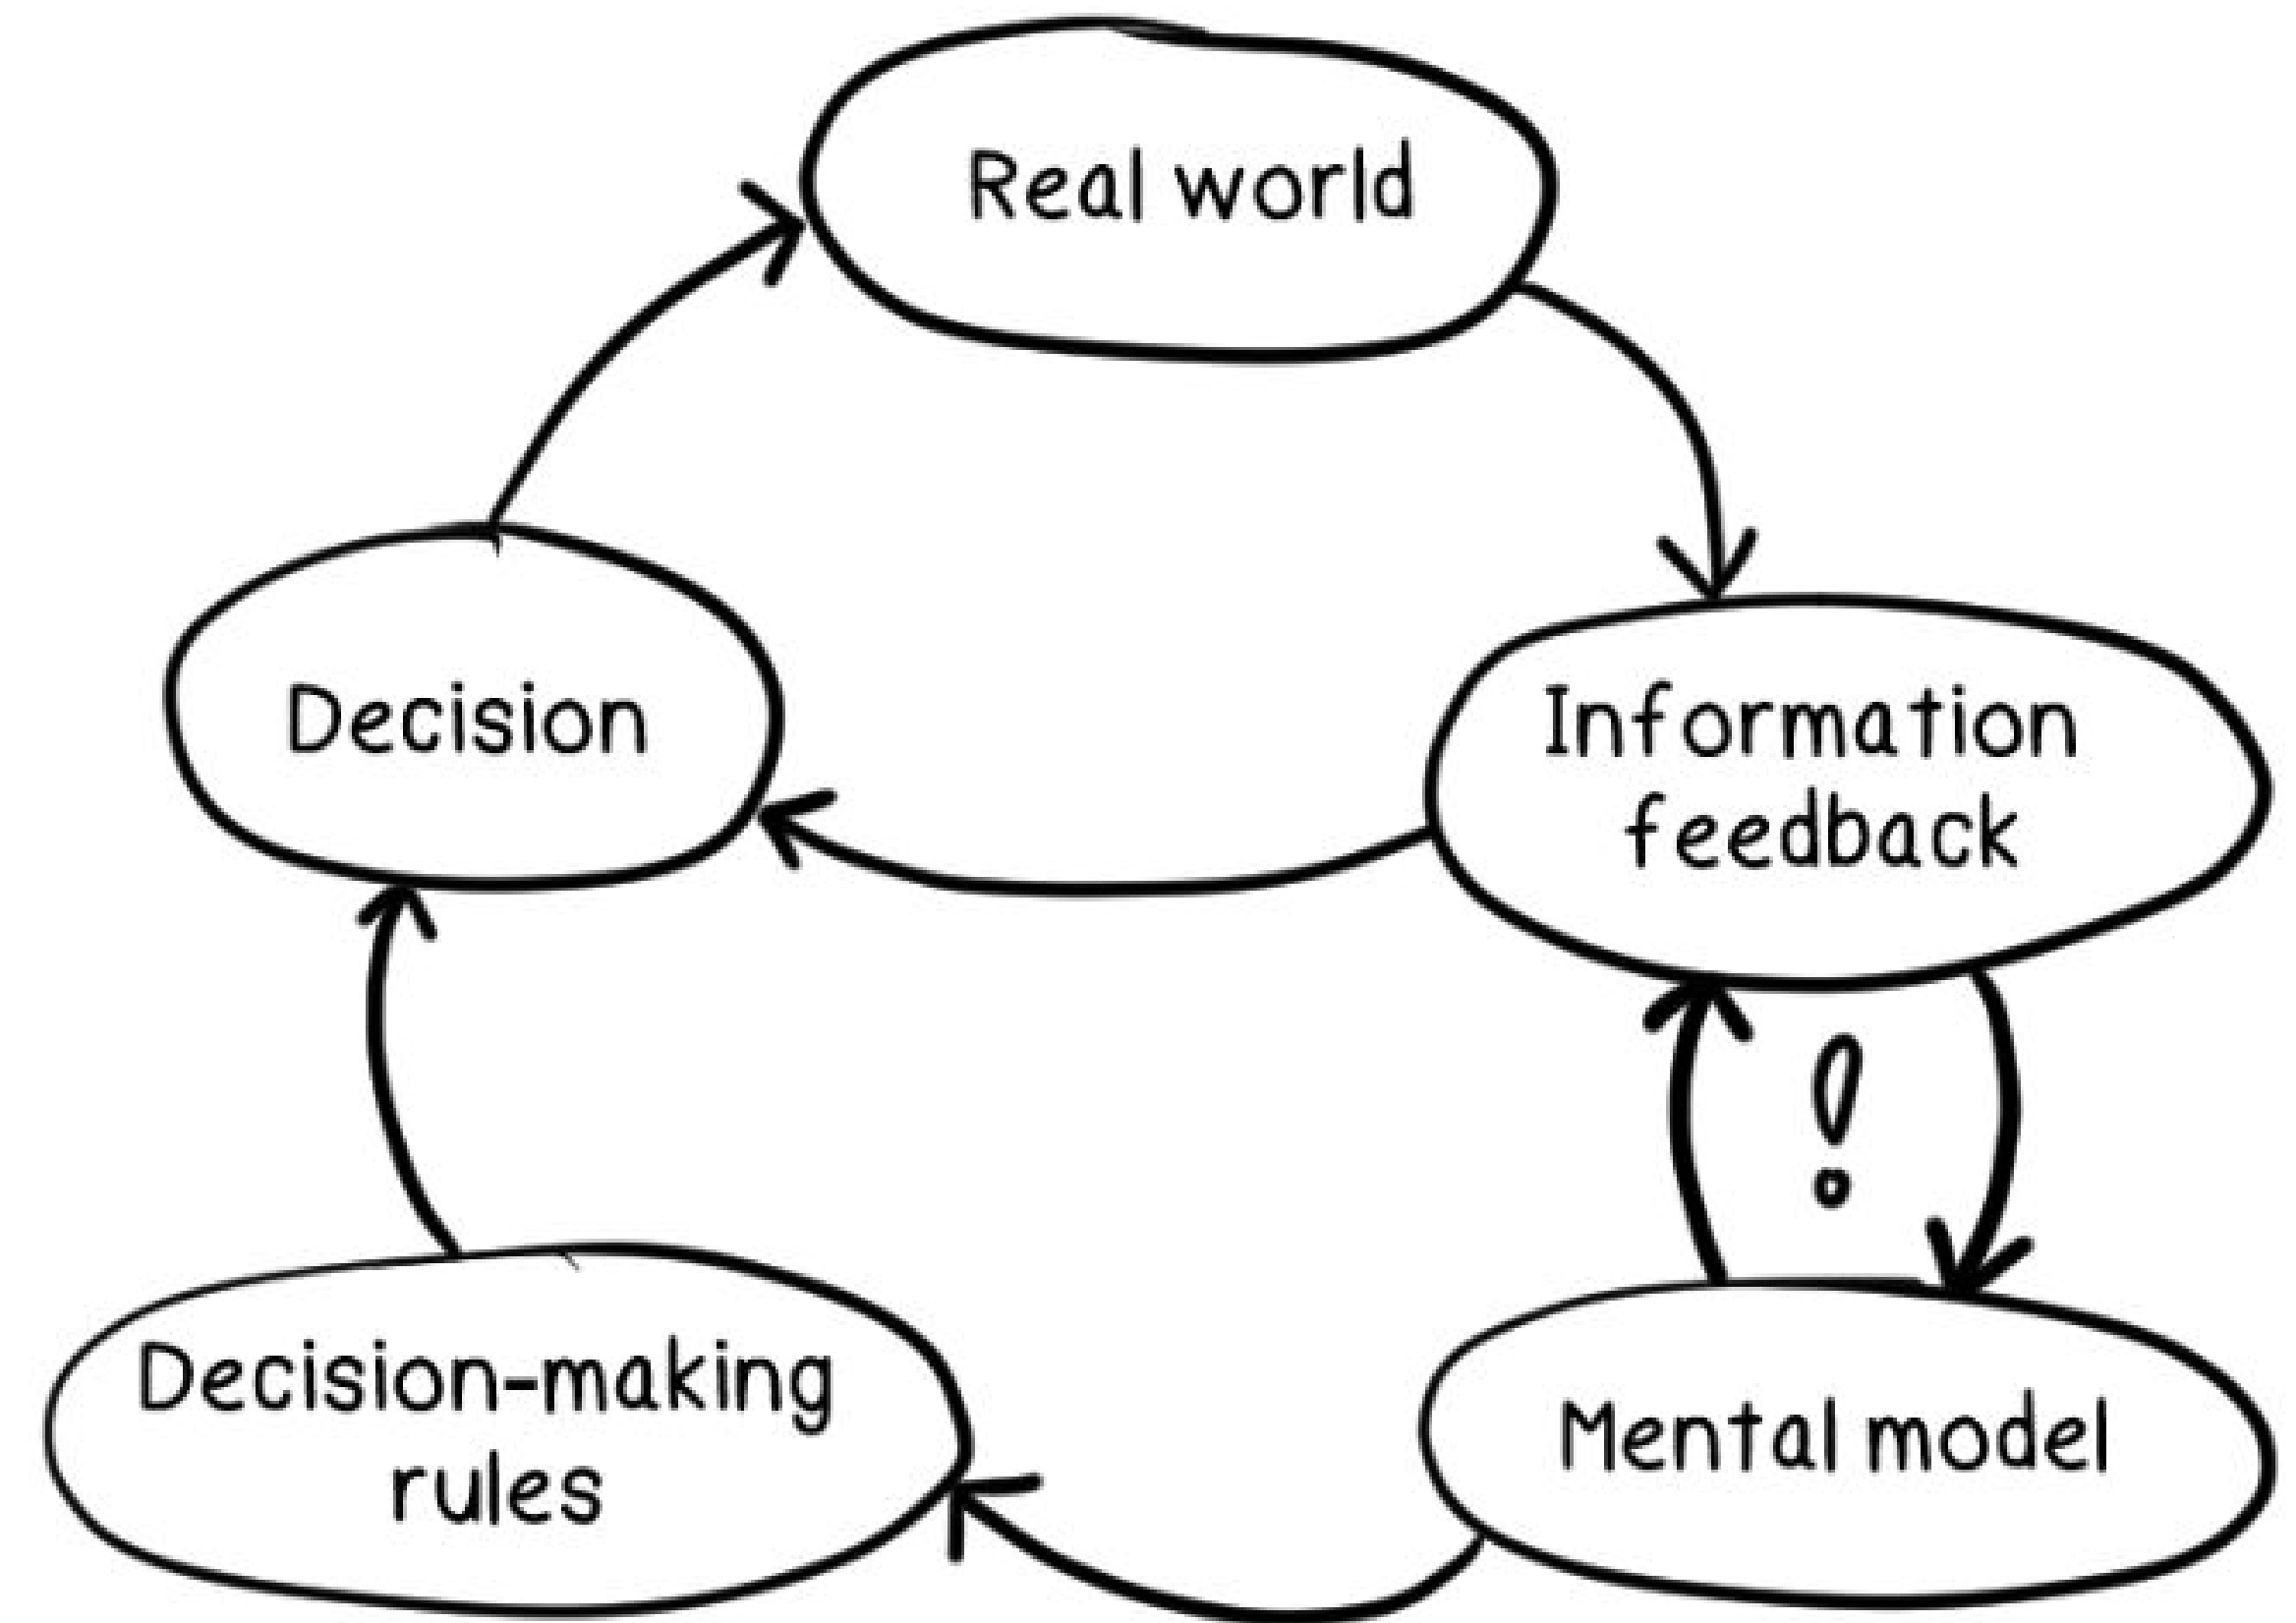 Real world
Decision
Information
feedback
!
Decision-making
rules
Mental model